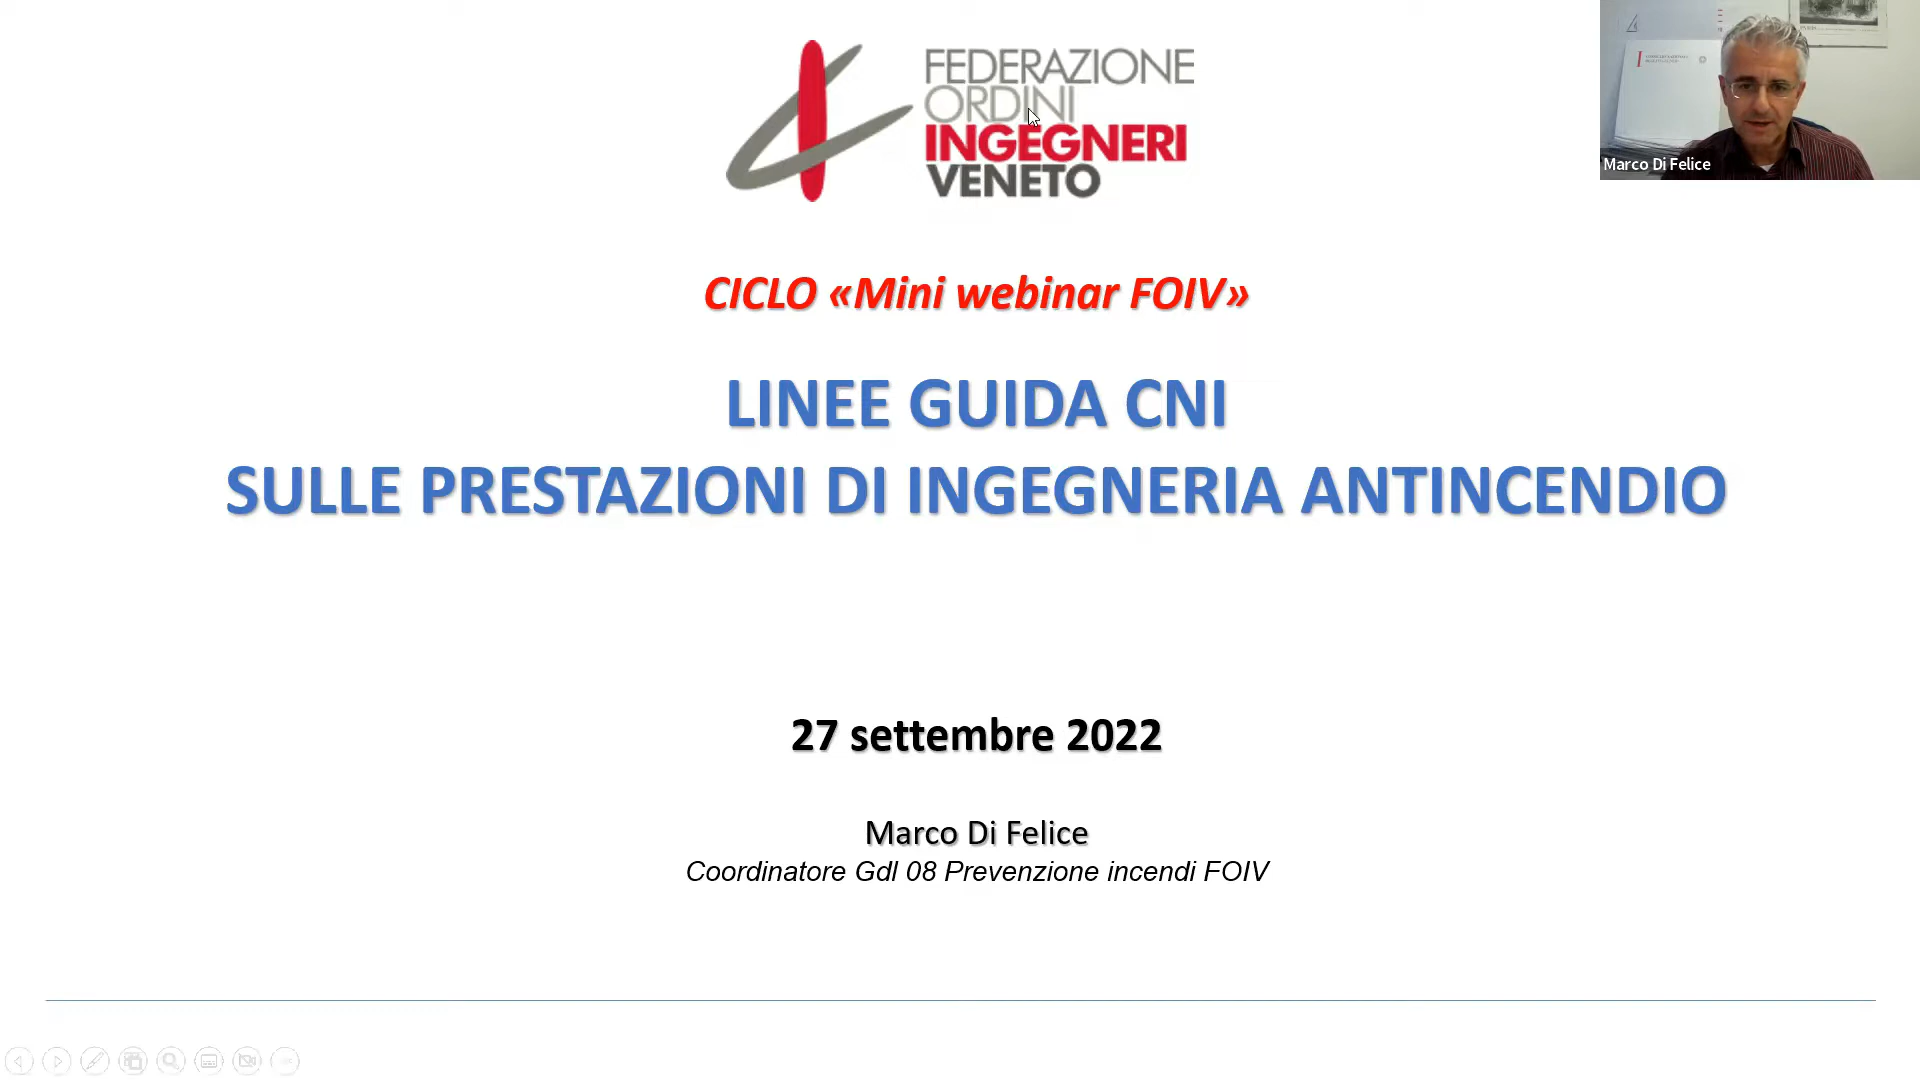 FEDERAZIONE
ORDINI
INGEGNERI
VENETO
Marco Di Felice
CICLO «Mini webinar FOIV»
LINEE GUIDA CNI
SULLE PRESTAZIONI DI INGEGNERIA ANTINCENDIO
27 settembre 2022
Marco Di Felice
Coordinatore Gdl 08 Prevenzione incendi FOIV